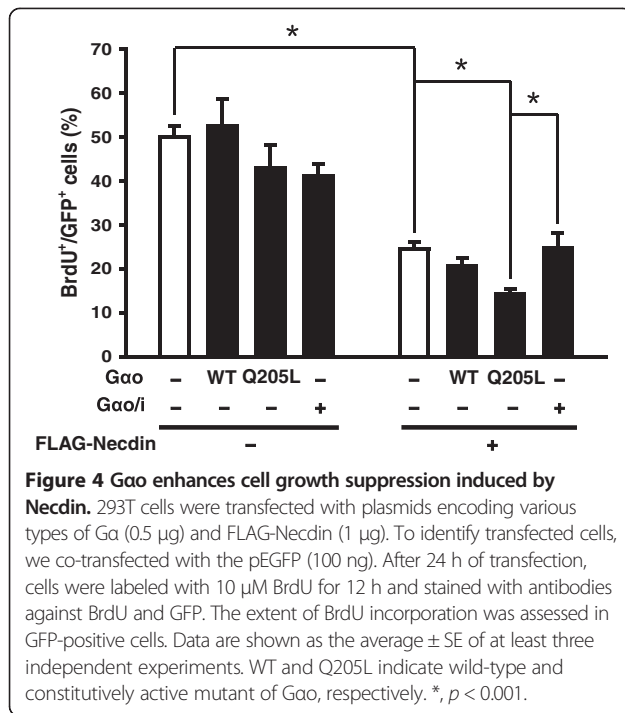 *
*
*
70
60
50
40
30
20
10
0
BrdU⁺/GFP⁺ cells (%)
Gαo – WT Q205L – – WT Q205L –
Gαo/i – – – + – – – +
FLAG-Necdin – +
Figure 4 Gαo enhances cell growth suppression induced by
Necdin. 293T cells were transfected with plasmids encoding various
types of Gα (0.5 μg) and FLAG-Necdin (1 μg). To identify transfected cells,
we co-transfected with the pEGFP (100 ng). After 24 h of transfection,
cells were labeled with 10 μM BrdU for 12 h and stained with antibodies
against BrdU and GFP. The extent of BrdU incorporation was assessed in
GFP-positive cells. Data are shown as the average ± SE of at least three
independent experiments. WT and Q205L indicate wild-type and
constitutively active mutant of Gαo, respectively. *, p < 0.001.